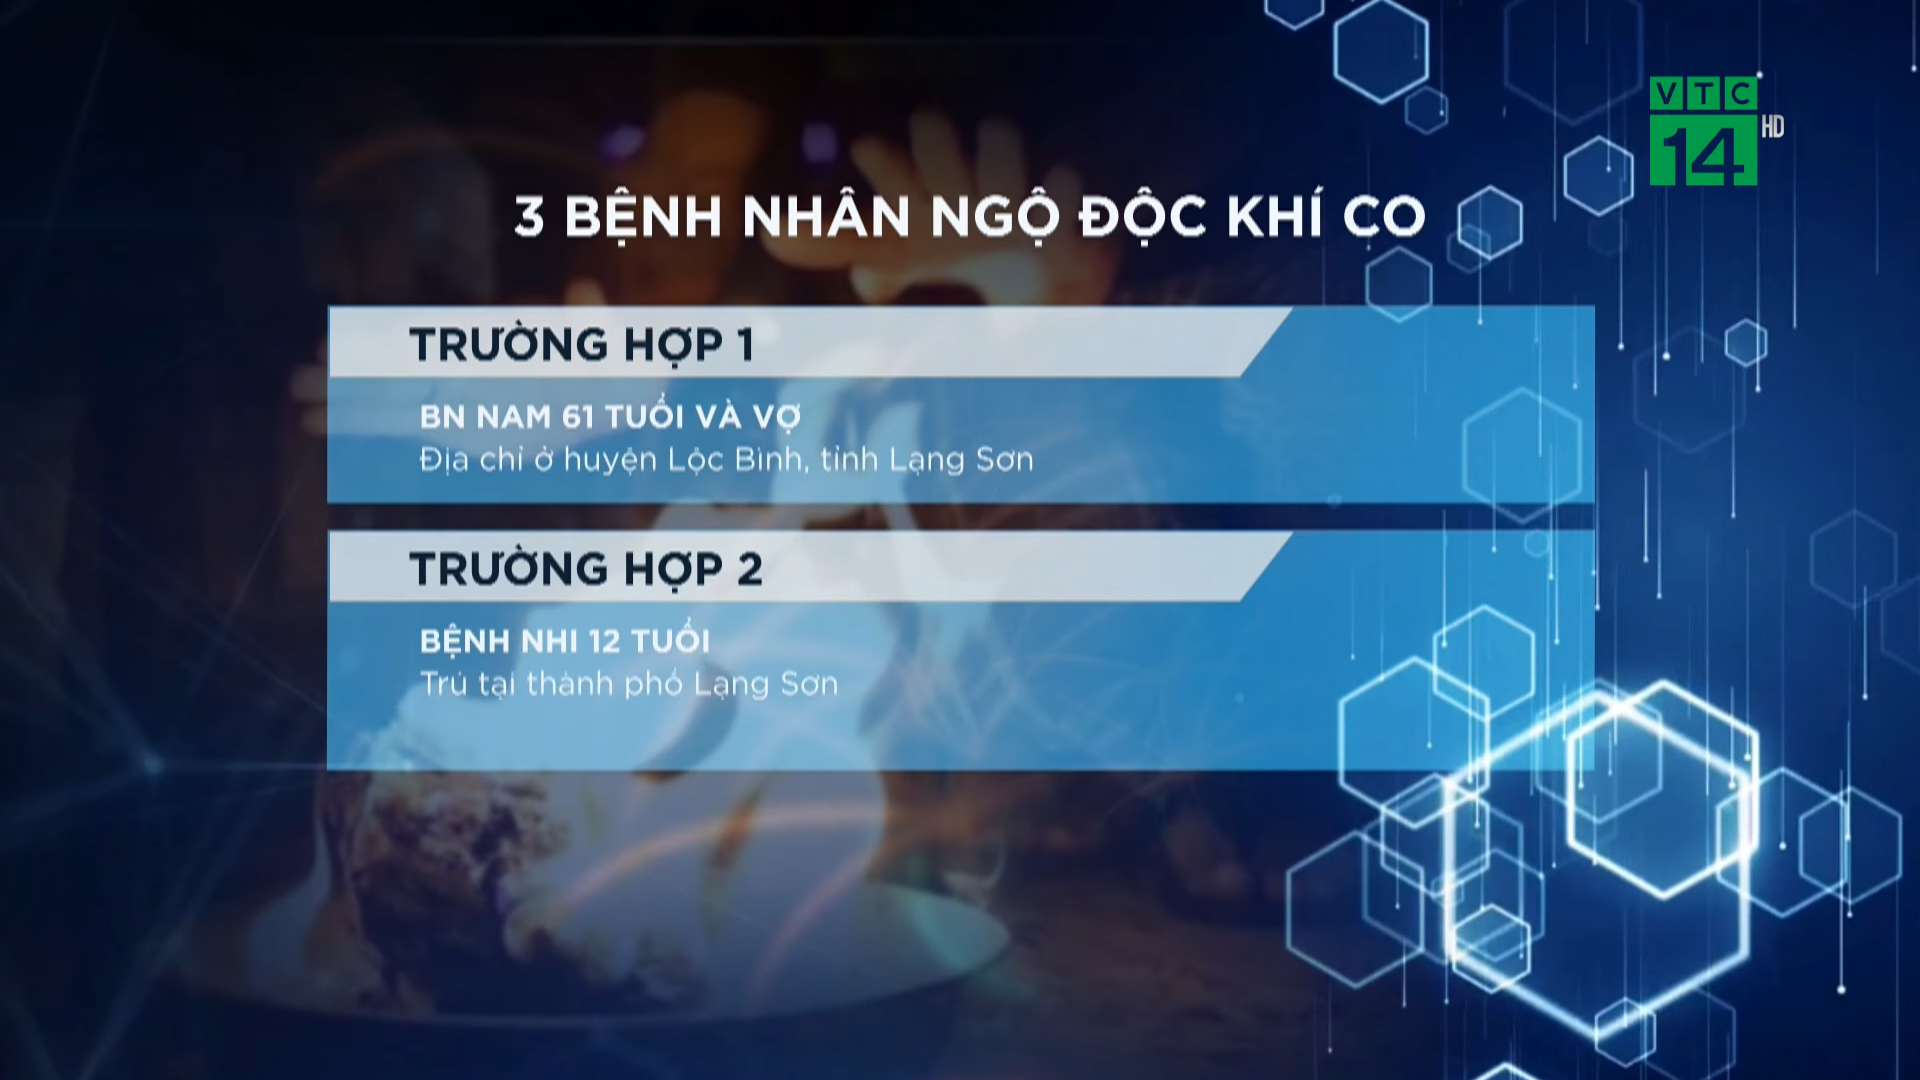 VTC
14 HD
3 BỆNH NHÂN NGỘ ĐỘC KHÍ CO
TRƯỜNG HỢP 1
BN NAM 61 TUỔI VÀ VỢ
Địa chỉ ở huyện Lộc Bình, tỉnh Lạng Sơn
TRƯỜNG HỢP 2
BỆNH NHI 12 TUỔI
Trú tại thành phố Lạng Sơn